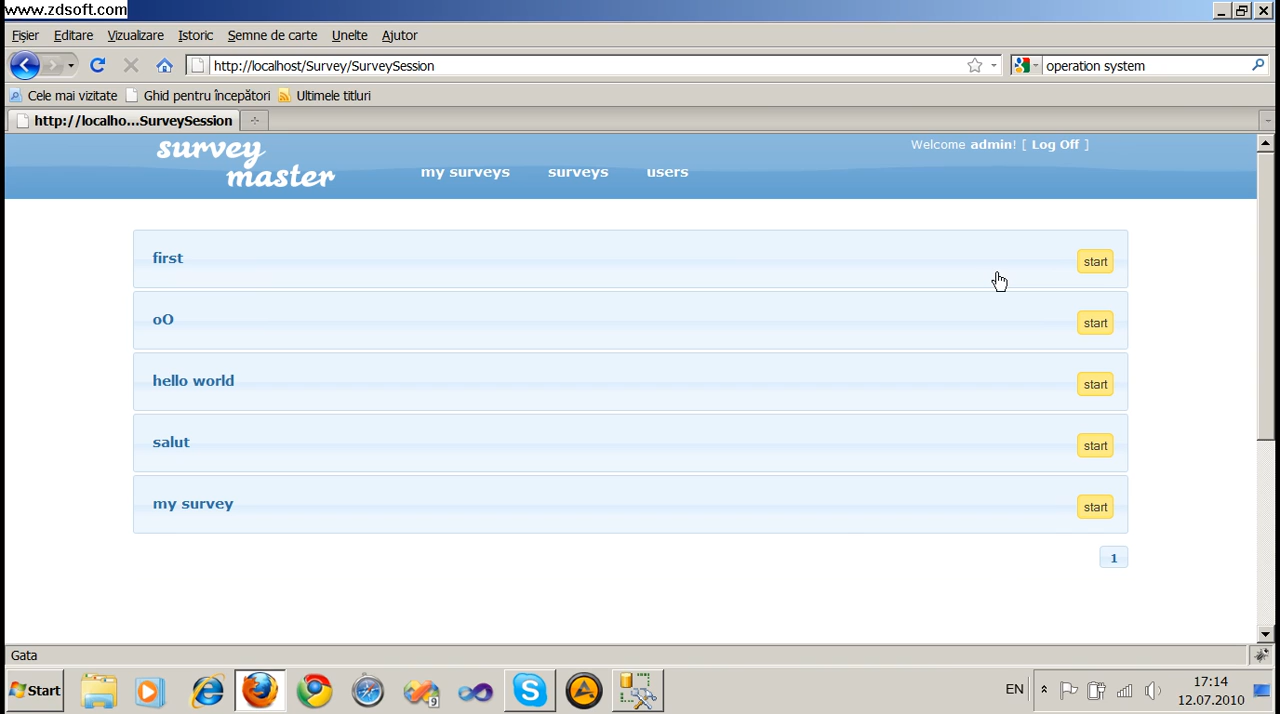 www.zdsoft.com
Fișier Editare Vizualizare Istoric Semne de carte Unelte Ajutor
http://localhost/Survey/SurveySession
operation system
Cele mai vizitate Ghid pentru începători Ultimele titluri
http://localho...SurveySession
survey master
my surveys surveys users
Welcome admin! [ Log Off ]
first start
oO start
hello world start
salut start
my survey start
1
Gata
Start
9
EN
17:14
12.07.2010